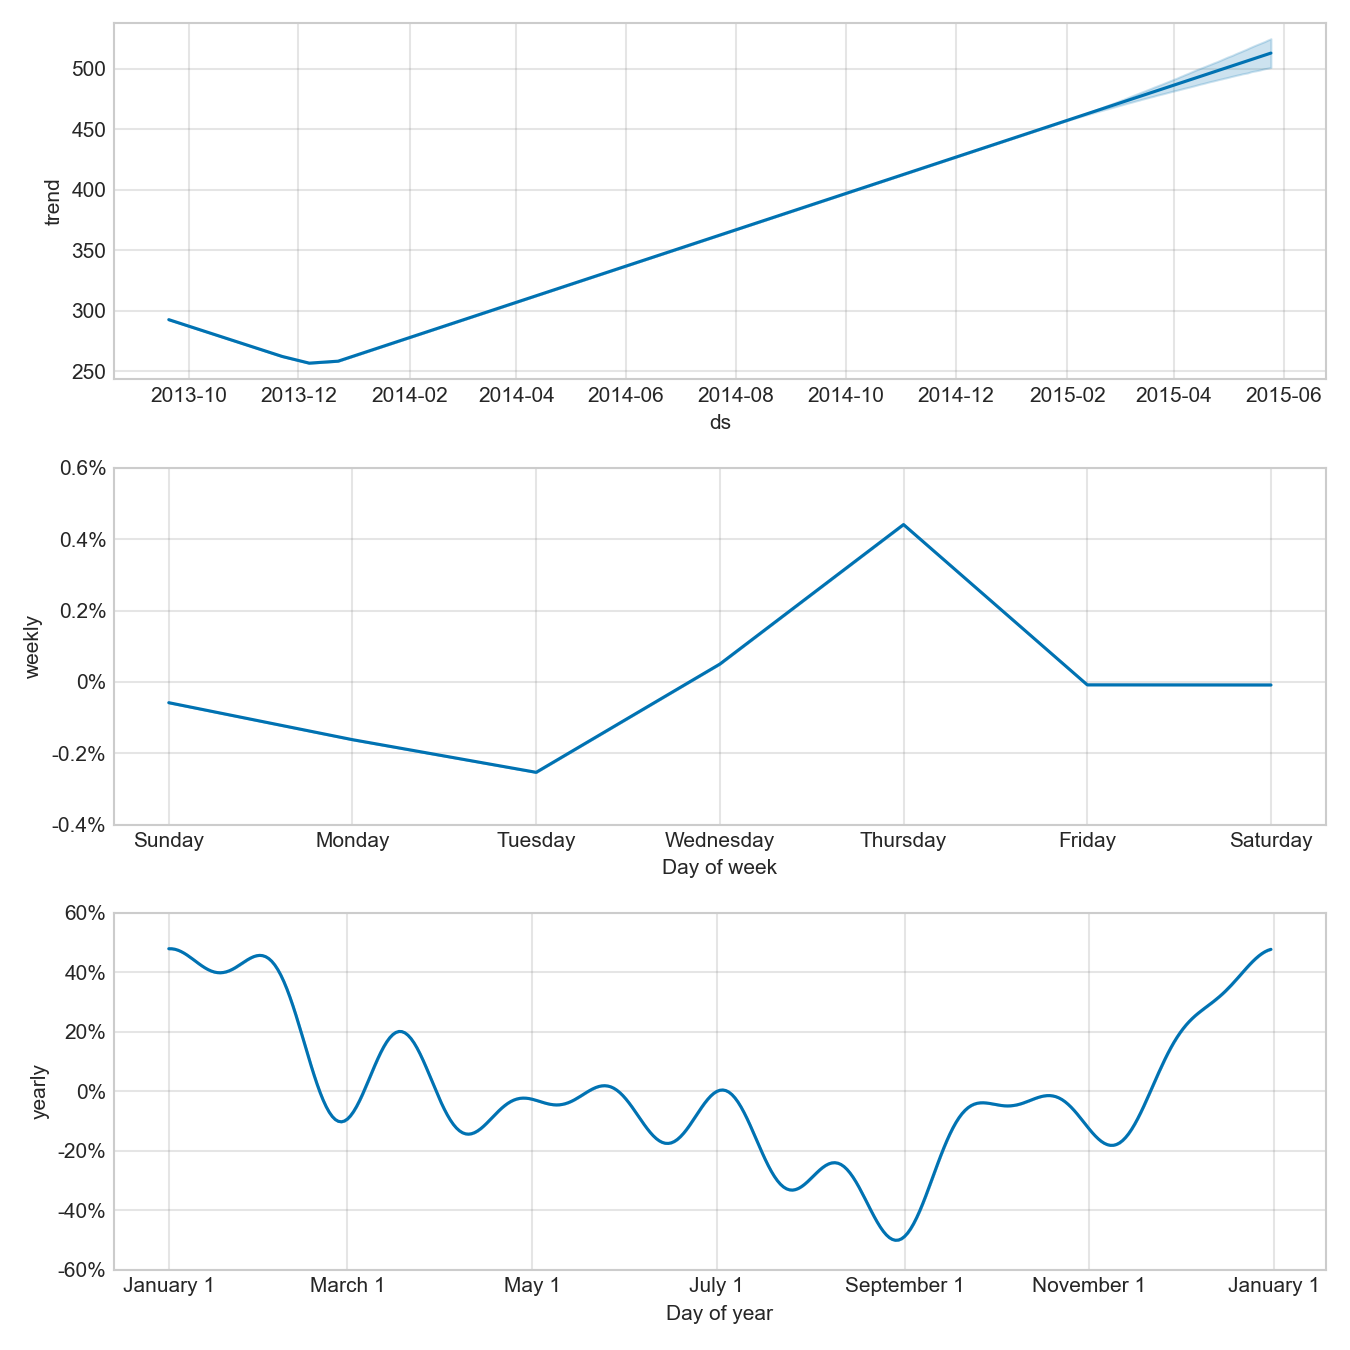 500
450
400
350
300
250
trend
2013-10 2013-12 2014-02 2014-04 2014-06 2014-08 2014-10 2014-12 2015-02 2015-04 2015-06
ds
0.6%
0.4%
0.2%
0%
-0.2%
-0.4%
weekly
Sunday Monday Tuesday Wednesday Thursday Friday Saturday
Day of week
60%
40%
20%
0%
-20%
-40%
-60%
yearly
January 1 March 1 May 1 July 1 September 1 November 1 January 1
Day of year